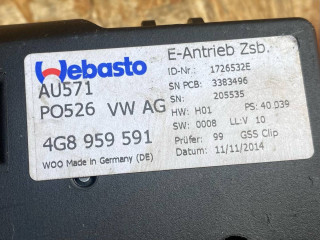 Webasto
AU571
PO526 VW AG
4G8 959 591
WOO Made in Germany (DE)
E-Antrieb Zsb.
ID-Nr.: 1726532E
SN PCB: 3383496
SN: 205535
HW: H01 PS: 40.039
SW: 0008 LL:V 10
Prüfer: 99 GSS Clip
Datum: 11/11/2014